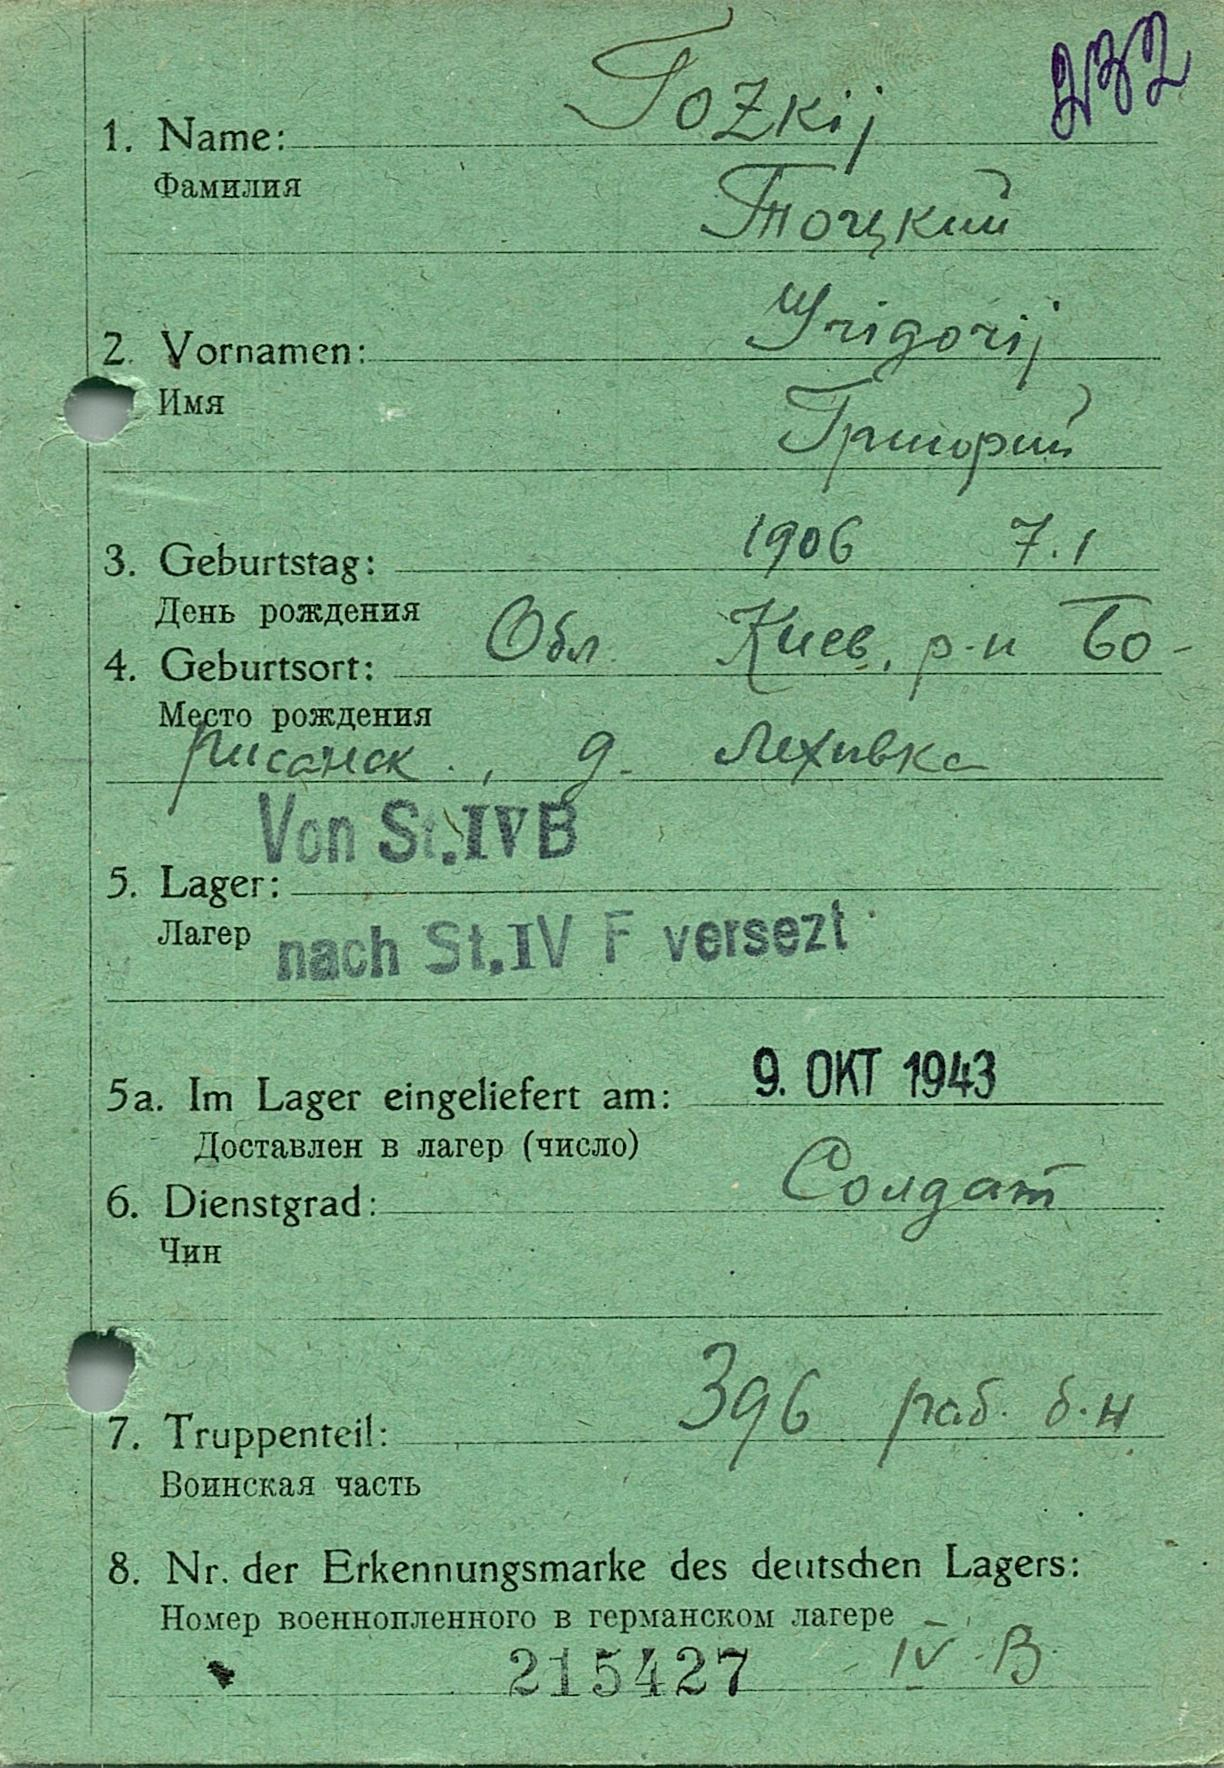 232
1. Name: Tozkij
Фамилия
Тоцкий
2. Vornamen: Grigorij
Имя
Григорий
3. Geburtstag: 1906 7.1
День рождения
4. Geburtsort: Обл. Киев, р-н Бо-
Место рождения
рисанск., д. Лехивка
Von St.IVB
5. Lager:
Лагер nach St.IV F versezt
5a. Im Lager eingeliefert am: 9. OKT 1943
Доставлен в лагер (число)
6. Dienstgrad: Солдат
Чин
7. Truppenteil: 396 раб. б-н
Воинская часть
8. Nr. der Erkennungsmarke des deutschen Lagers:
Номер военнопленного в германском лагере
215427 IV B